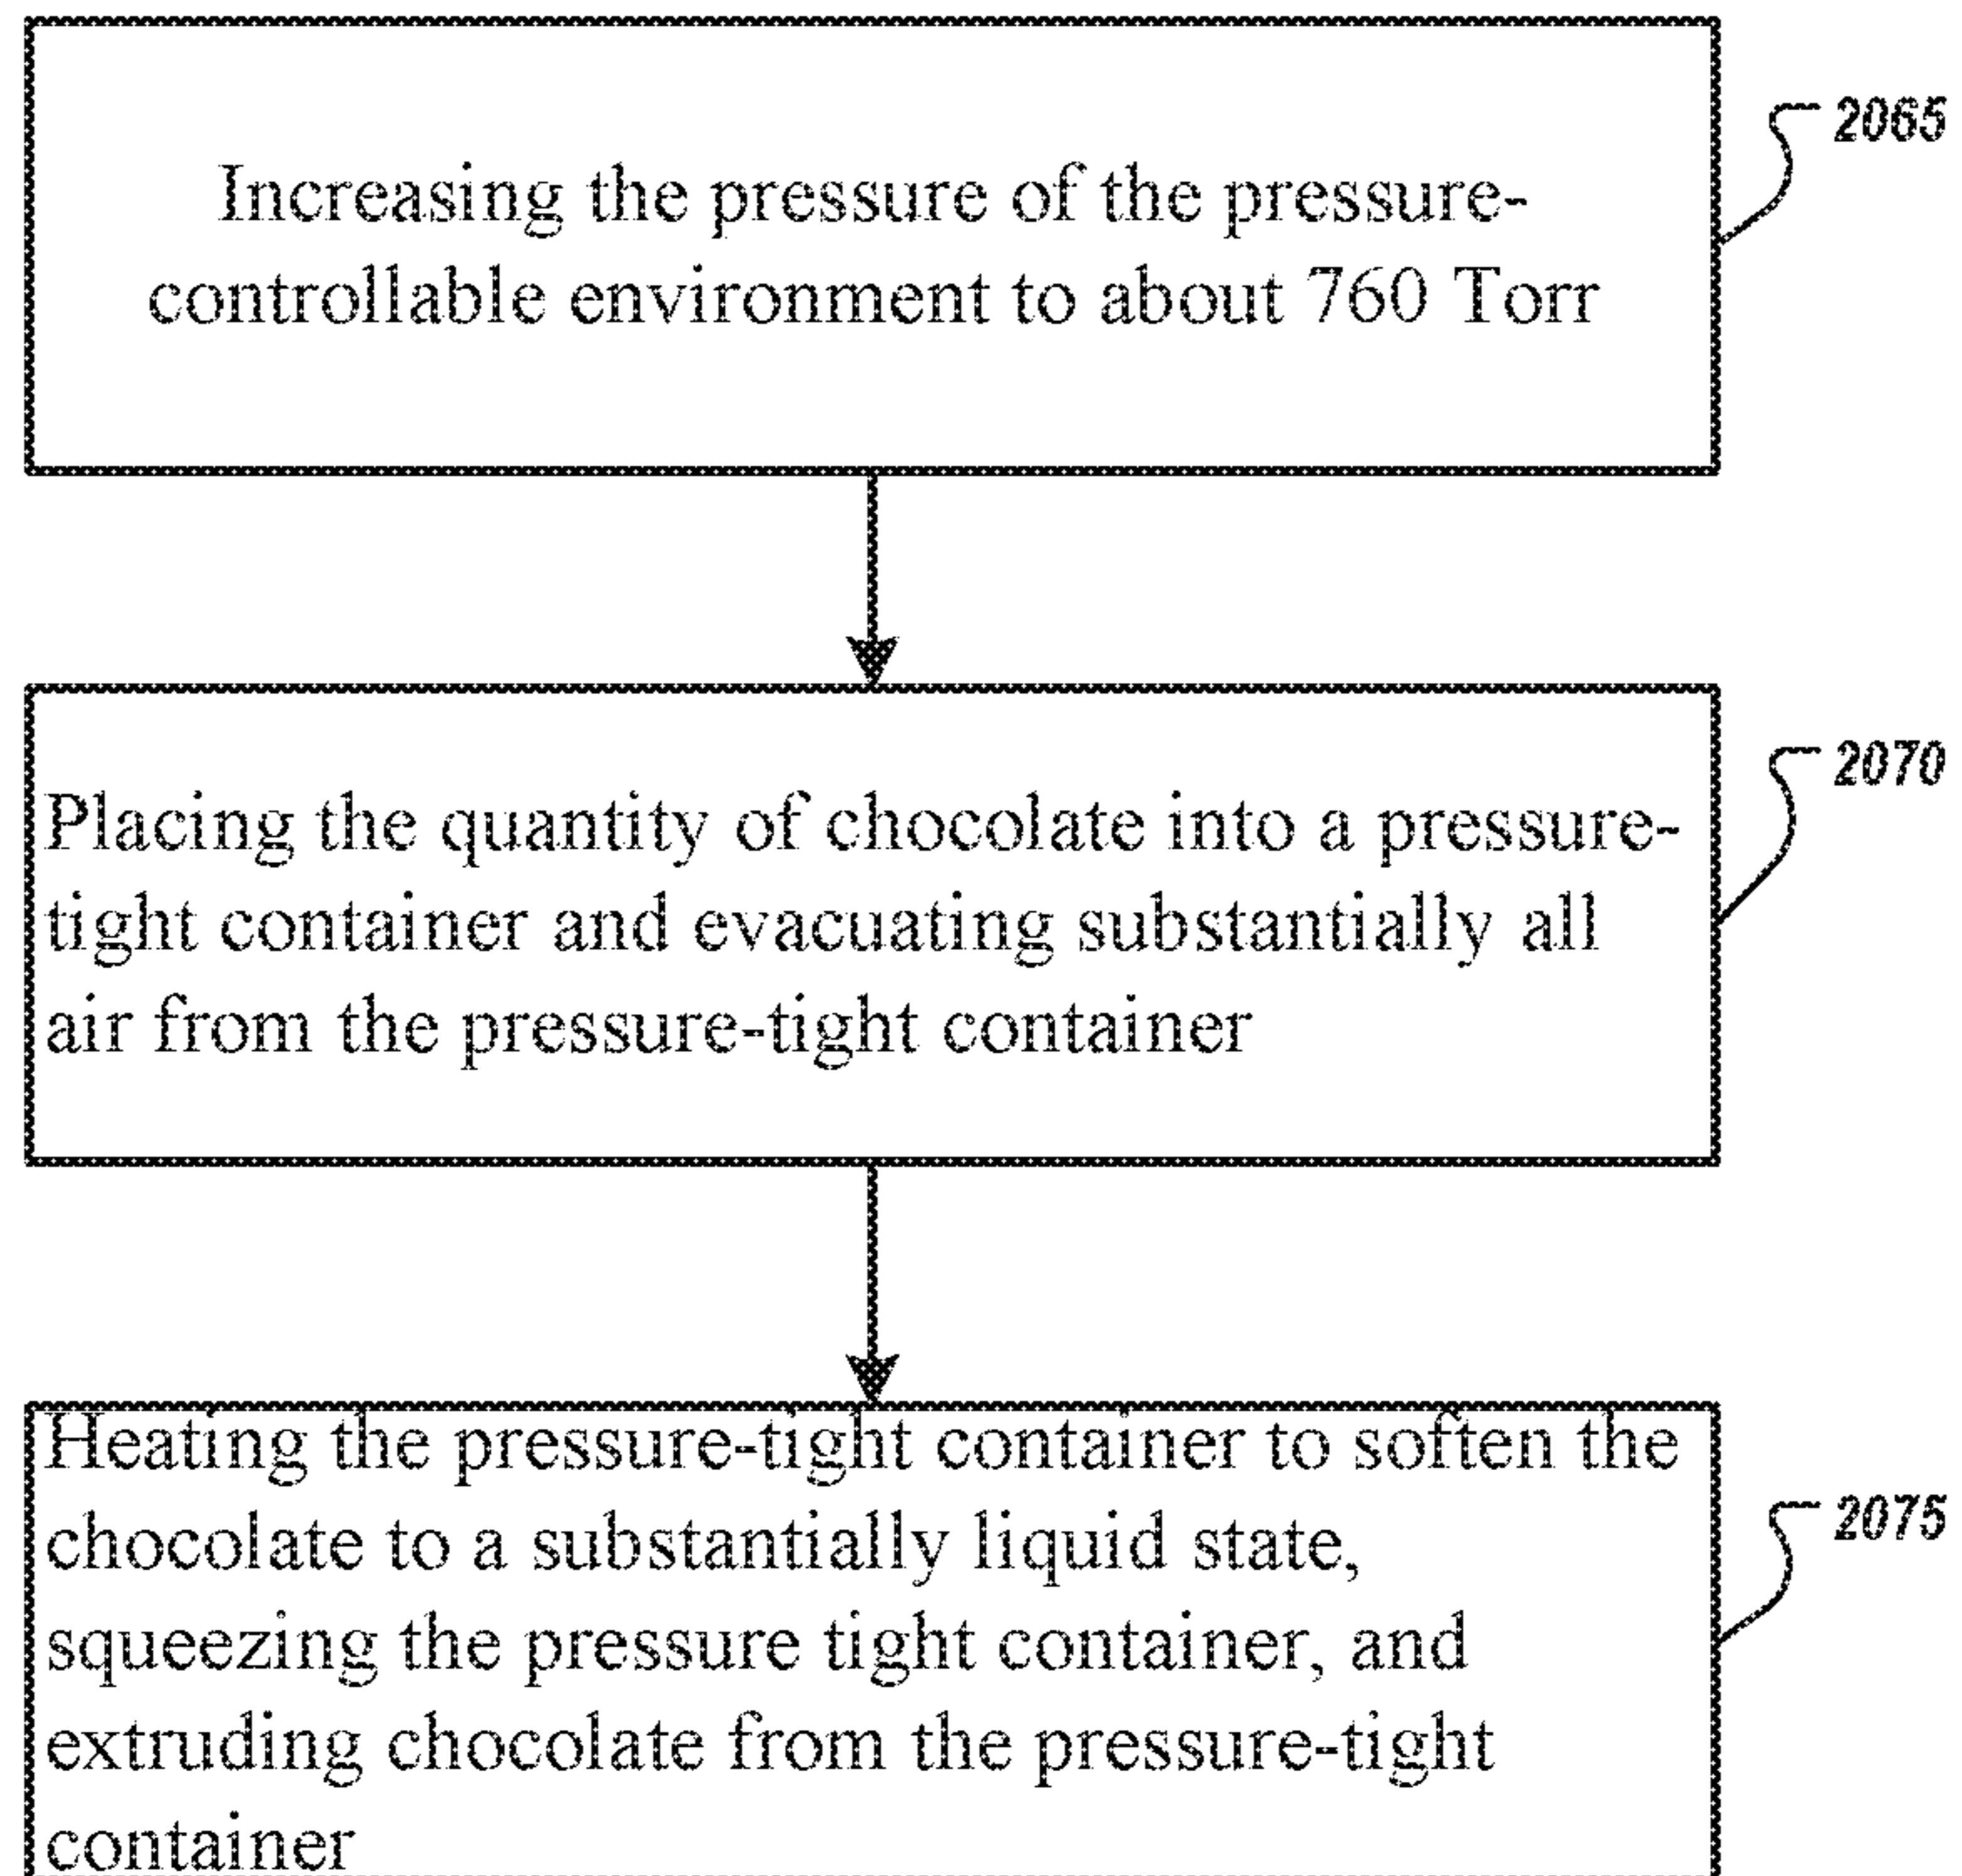 Increasing the pressure of the pressure-
controllable environment to about 760 Torr
2065
Placing the quantity of chocolate into a pressure-
tight container and evacuating substantially all
air from the pressure-tight container
2070
Heating the pressure-tight container to soften the
chocolate to a substantially liquid state,
squeezing the pressure tight container, and
extruding chocolate from the pressure-tight
container
2075